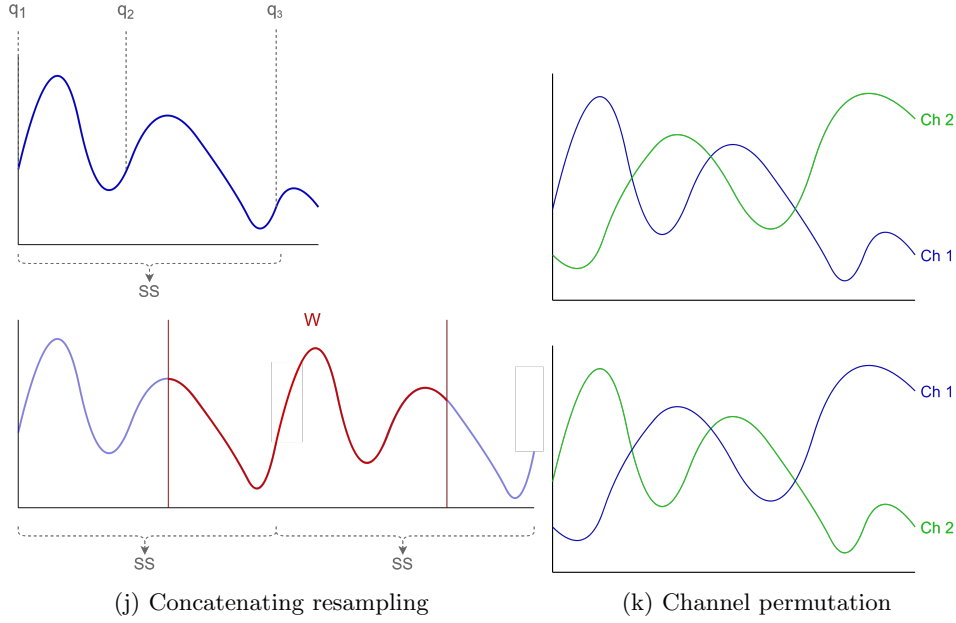 q1 q2 q3
SS
W
SS SS
(j) Concatenating resampling
Ch 2
Ch 1
Ch 1
Ch 2
(k) Channel permutation